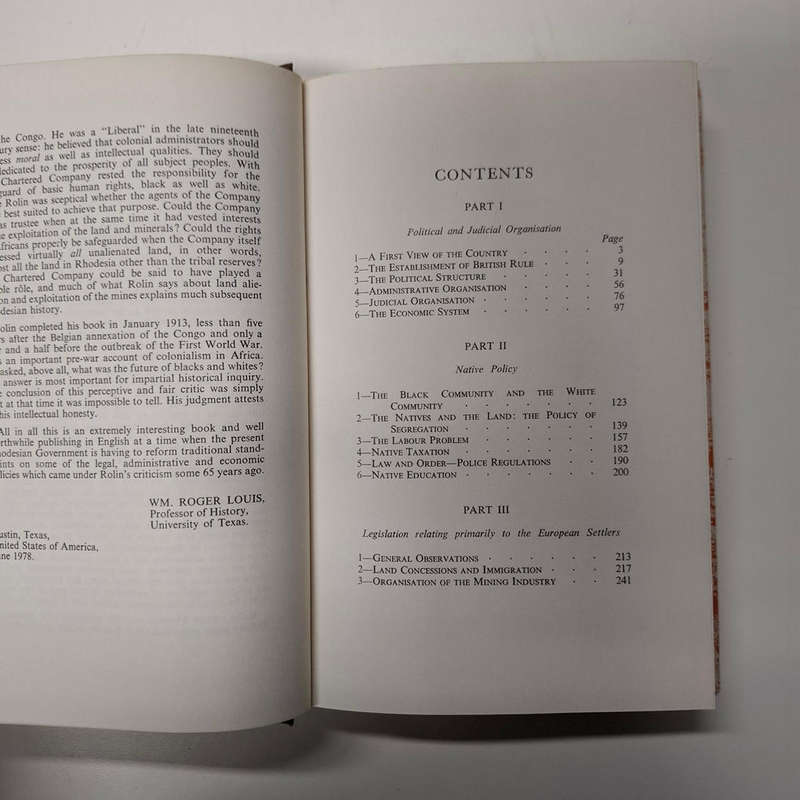 he Congo. He was a "Liberal" in the late nineteenth
ury sense: he believed that colonial administrators should
ess moral as well as intellectual qualities. They should
edicated to the prosperity of all subject peoples. With
Chartered Company rested the responsibility for the
guard of basic human rights, black as well as white.
Rolin was sceptical whether the agents of the Company
best suited to achieve that purpose. Could the Company
as trustee when at the same time it had vested interests
e exploitation of the land and minerals? Could the rights
fricans properly be safeguarded when the Company itself
essed virtually all unalienated land, in other words,
ost all the land in Rhodesia other than the tribal reserves?
Chartered Company could be said to have played a
ble rôle, and much of what Rolin says about land alie-
on and exploitation of the mines explains much subsequent
desian history.
olin completed his book in January 1913, less than five
s after the Belgian annexation of the Congo and only a
and a half before the outbreak of the First World War.
s an important pre-war account of colonialism in Africa.
asked, above all, what was the future of blacks and whites?
answer is most important for impartial historical inquiry.
e conclusion of this perceptive and fair critic was simply
t at that time it was impossible to tell. His judgment attests
his intellectual honesty.
All in all this is an extremely interesting book and well
orthwhile publishing in English at a time when the present
hodesian Government is having to reform traditional stand-
ints on some of the legal, administrative and economic
licies which came under Rolin's criticism some 65 years ago.
WM. ROGER LOUIS,
Professor of History,
University of Texas.
ustin, Texas,
nited States of America,
ne 1978.
CONTENTS
PART I
Political and Judicial Organisation
Page
1—A First View of the Country . . . . 3
2—The Establishment of British Rule . . . 9
3—The Political Structure . . . . 31
4—Administrative Organisation . . . . 56
5—Judicial Organisation . . . . . 76
6—The Economic System . . . . . 97
PART II
Native Policy
1—The Black Community and the White
Community . . . . . . 123
2—The Natives and the Land: the Policy of
Segregation . . . . . . 139
3—The Labour Problem . . . . . 157
4—Native Taxation . . . . . . 182
5—Law and Order—Police Regulations . . 190
6—Native Education . . . . . . 200
PART III
Legislation relating primarily to the European Settlers
1—General Observations . . . . . . 213
2—Land Concessions and Immigration . . . 217
3—Organisation of the Mining Industry . . 241